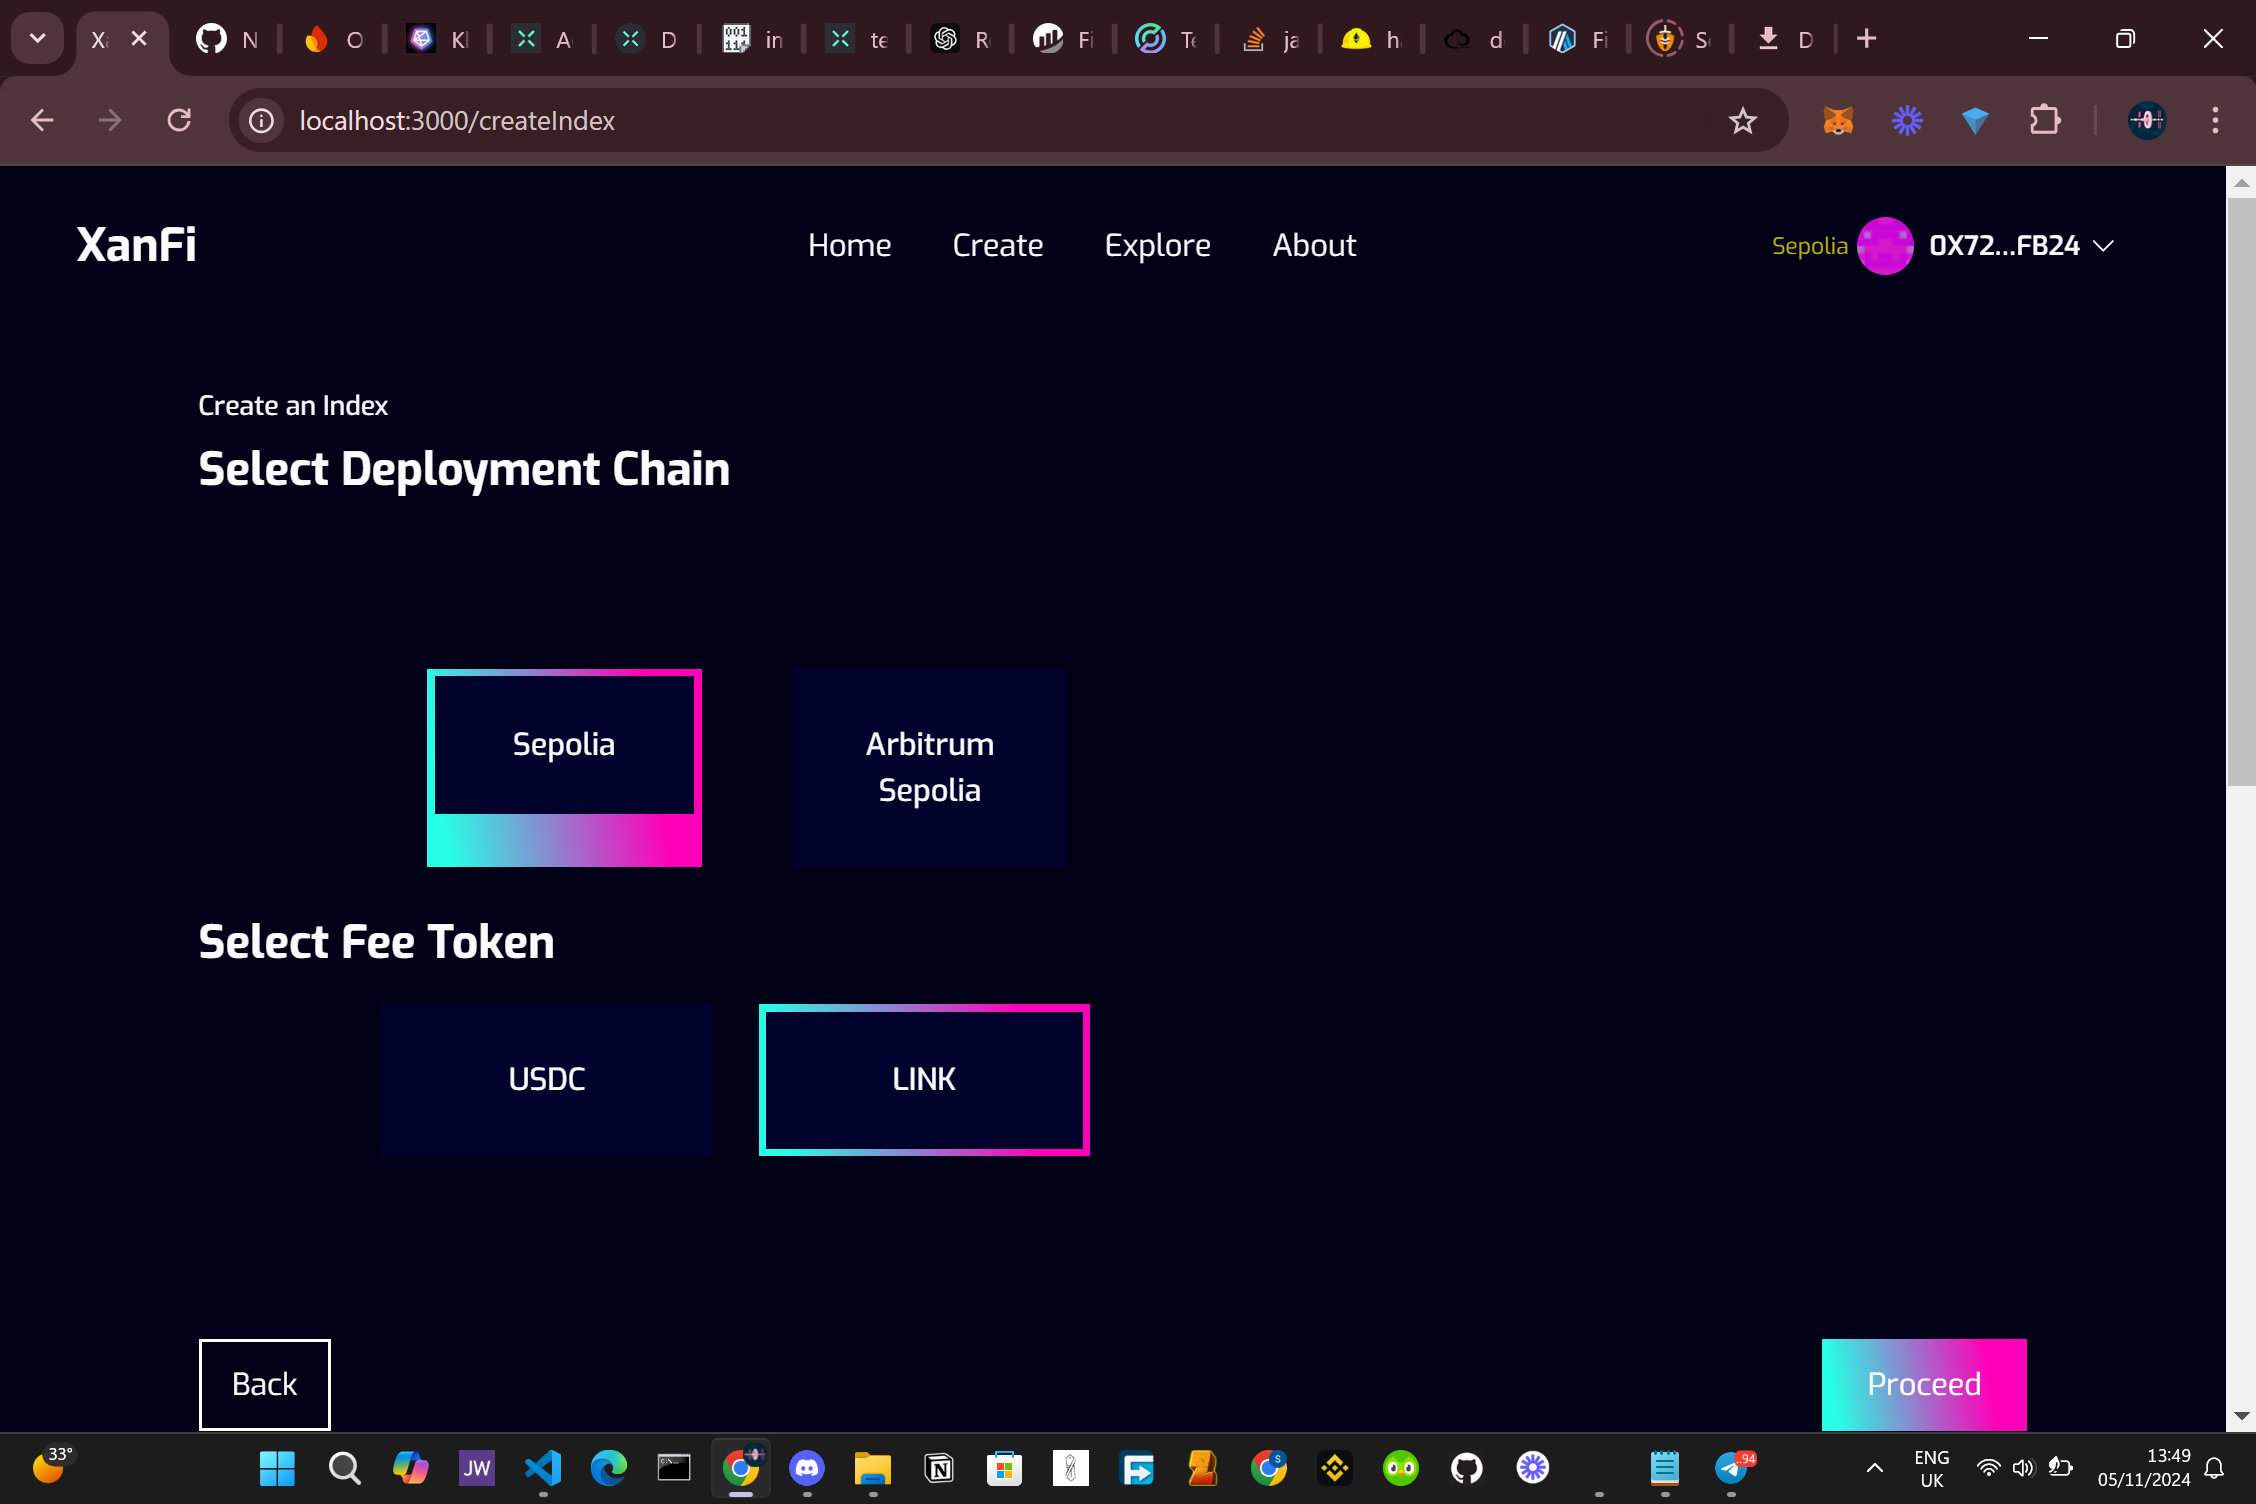 X
N
O
Kl
A
D
in
te
R
Fi
Te
ja
h
d
Fi
S
D
localhost:3000/createIndex
XanFi
Home
Create
Explore
About
Sepolia
0X72...FB24
Create an Index
Select Deployment Chain
Sepolia
Arbitrum
Sepolia
Select Fee Token
USDC
LINK
Back
Proceed
33°
JW
S
..94
ENG
UK
13:49
05/11/2024